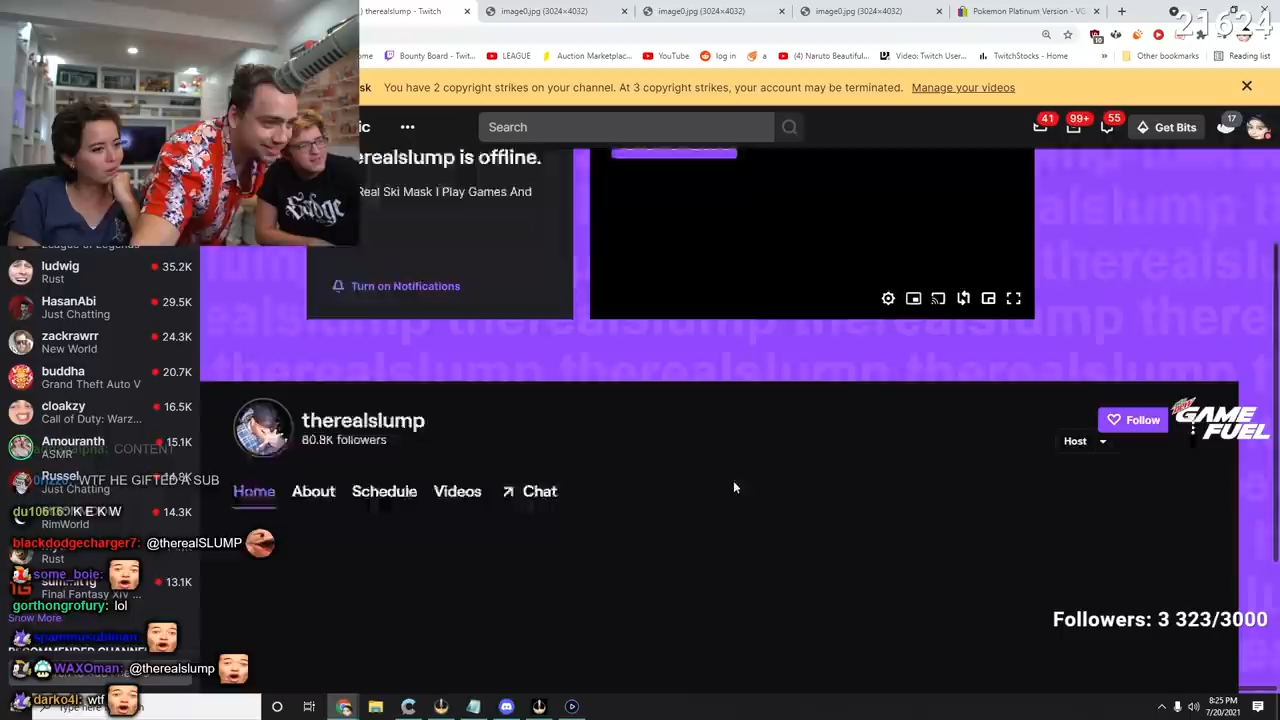 therealslump - Twitch
image0.jpg (3024×4032)
image0.jpg (3024×4032)
image0.jpg (3024×4032)
Pokemon Platinum Version - VG
21624
Bounty Board - Twit...
LEAGUE
Auction Marketplac...
YouTube
log in
a
(4) Naruto Beautiful...
Video: Twitch User...
TwitchStocks - Home
Other bookmarks
Reading list
You have 2 copyright strikes on your channel. At 3 copyright strikes, your account may be terminated. Manage your videos
Search
41
99+
55
Get Bits
17
erealslump is offline.
Real Ski Mask I Play Games And
Turn on Notifications
ludwig
35.2K
Rust
HasanAbi
29.5K
Just Chatting
zackrawrr
24.3K
New World
buddha
20.7K
Grand Theft Auto V
cloakzy
16.5K
Call of Duty: Warz...
Amouranth
15.1K
ASMR
CONTENT
Russel
Just Chatting
WTF HE GIFTED A SUB
du10616: KEKW
14.3K
RimWorld
blackdodgecharger7: @therealSLUMP
Rust
some_boie:
13.1K
Final Fantasy XIV ...
gorthongrofury: lol
Show More
WAXOman: @therealslump
darko4l: wtf
therealslump
60.8K followers
Follow
Host
GAME
FUEL
Home
About
Schedule
Videos
Chat
Followers: 3 323/3000
8:25 PM
7/20/2021